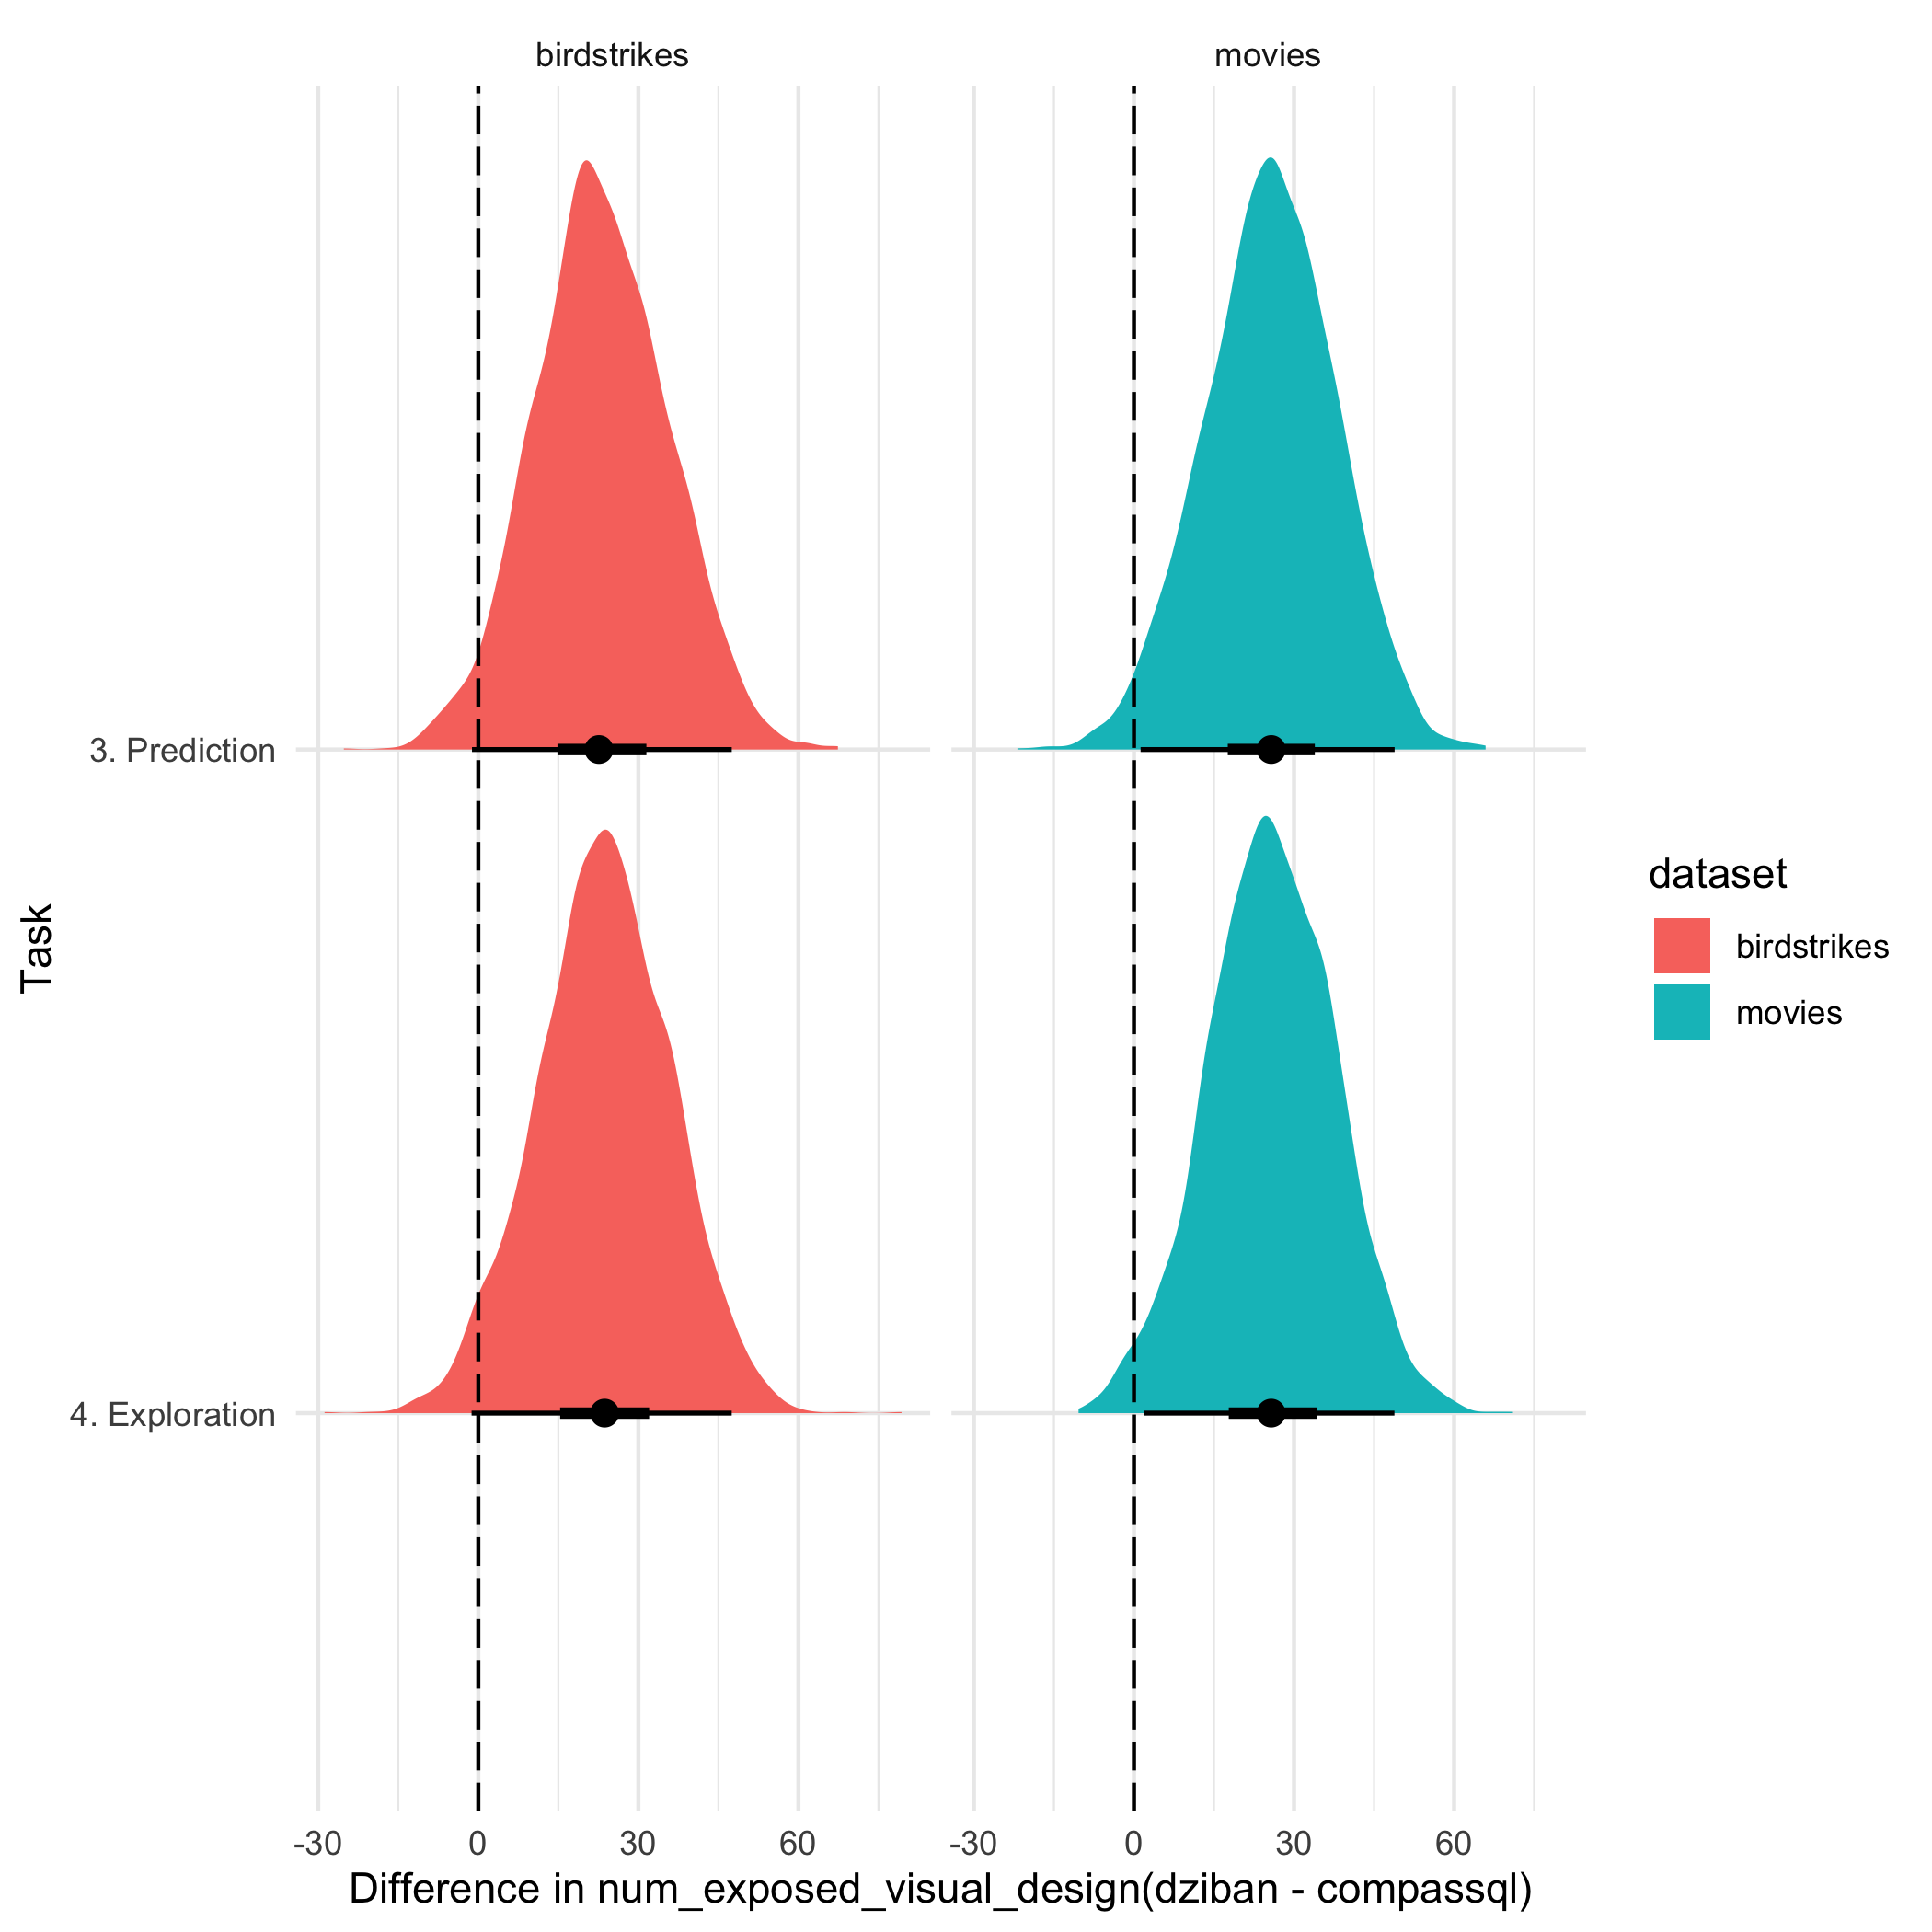 birdstrikes
movies
3. Prediction
4. Exploration
Task
-30 0 30 60
-30 0 30 60
Difference in num_exposed_visual_design(dziban - compassql)
dataset
birdstrikes
movies